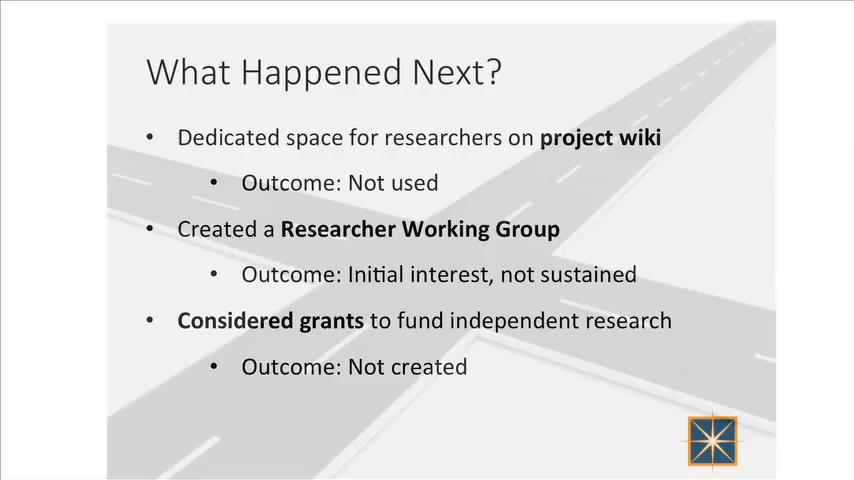 What Happened Next?
• Dedicated space for researchers on project wiki
• Outcome: Not used
• Created a Researcher Working Group
• Outcome: Initial interest, not sustained
• Considered grants to fund independent research
• Outcome: Not created